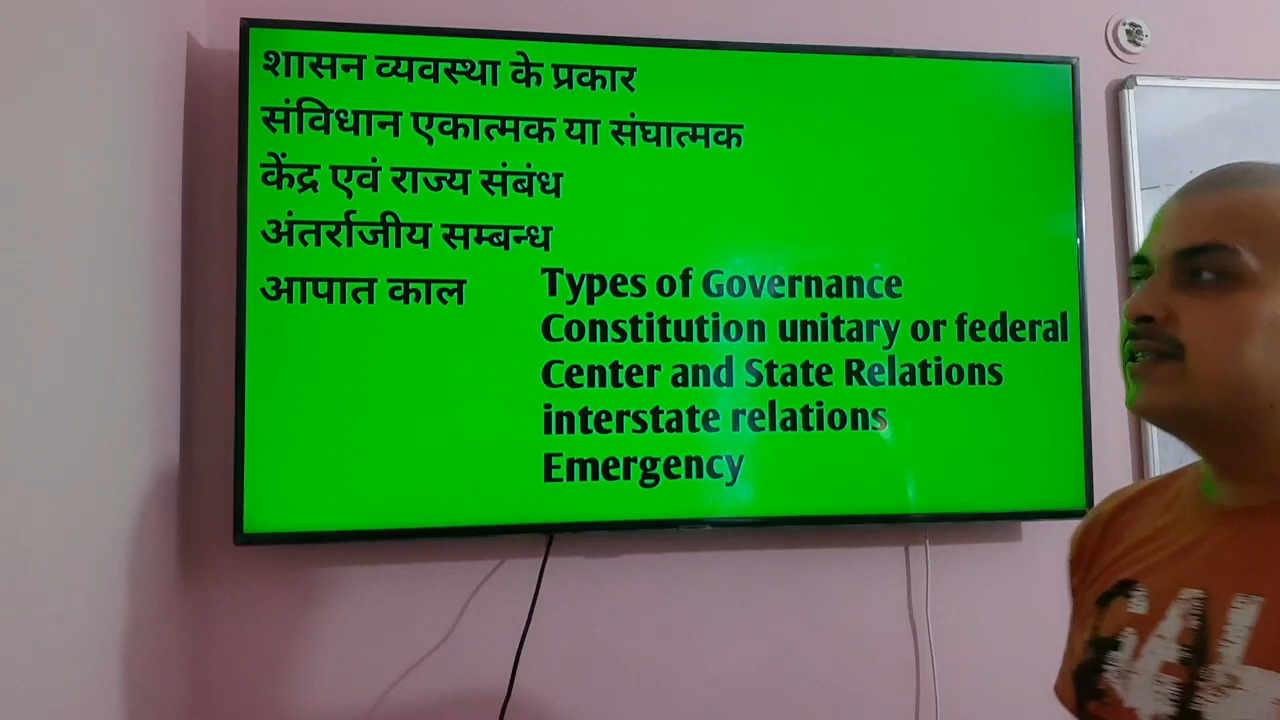 शासन व्यवस्था के प्रकार
संविधान एकात्मक या संघात्मक
केंद्र एवं राज्य संबंध
अंतर्राजीय सम्बन्ध
आपात काल
Types of Governance
Constitution unitary or federal
Center and State Relations
interstate relations
Emergency